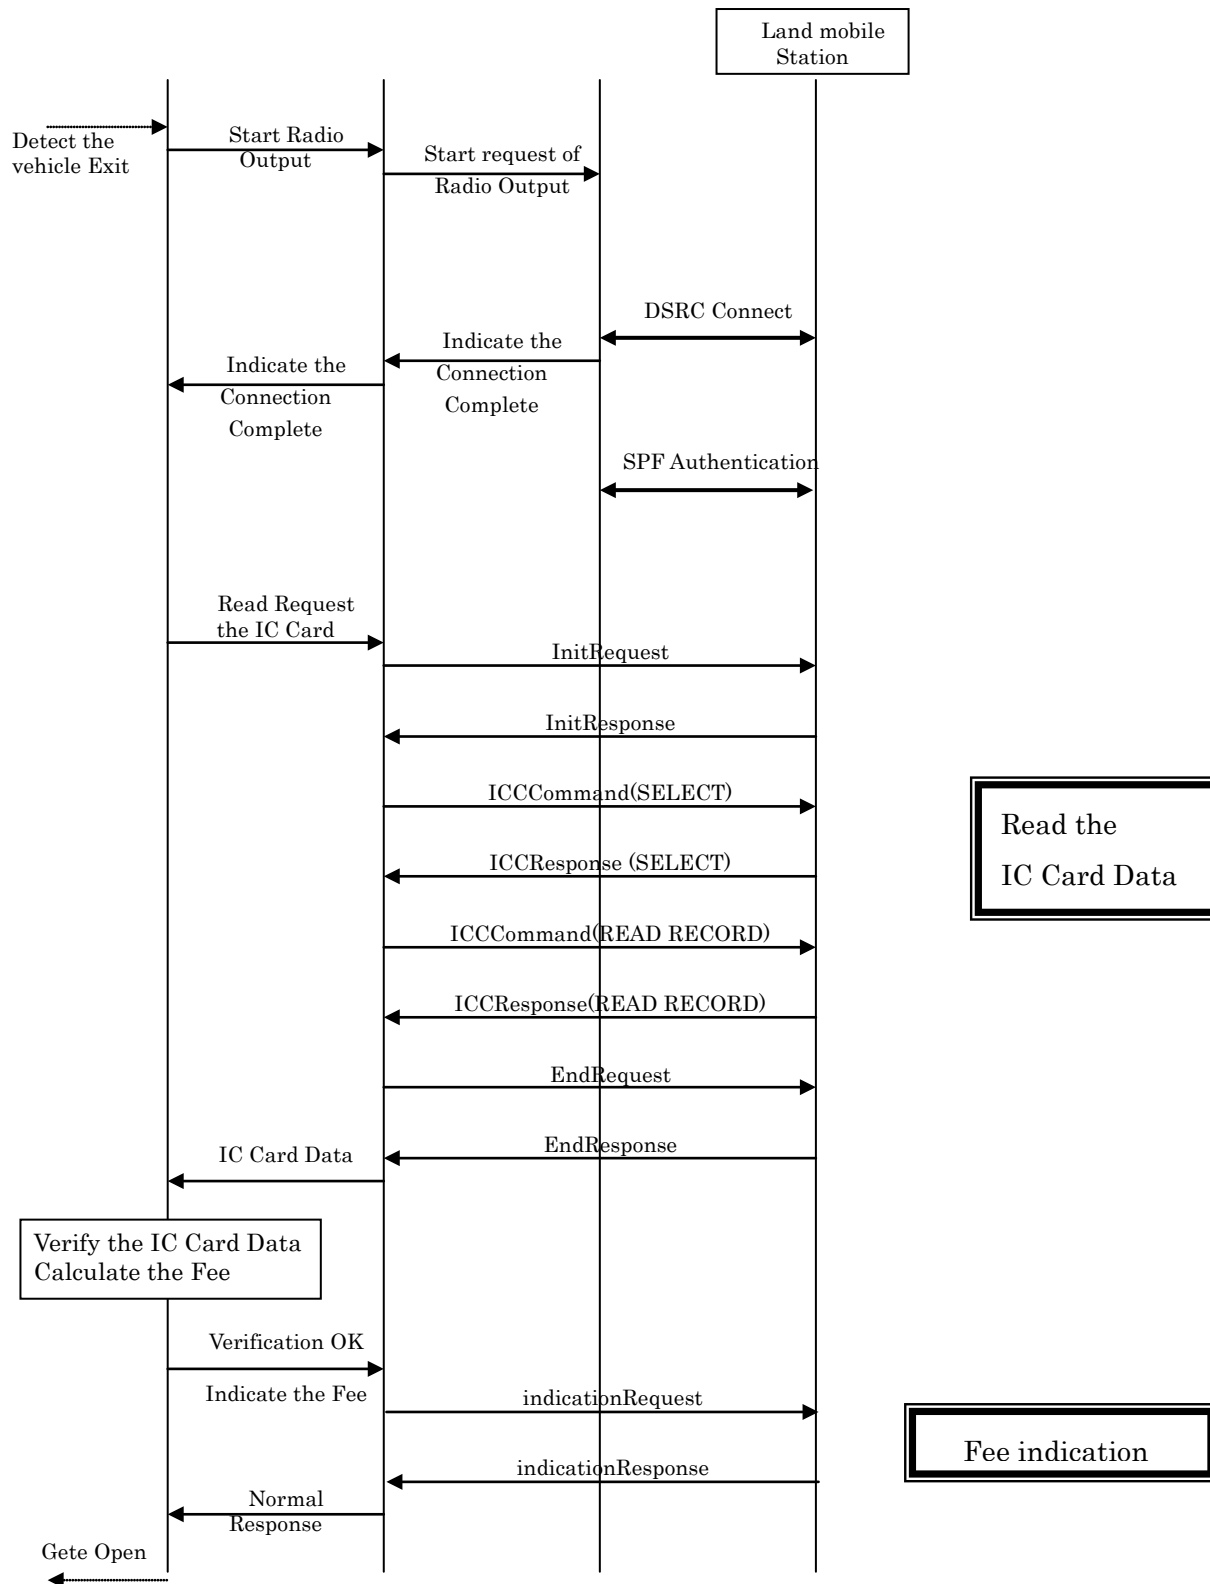 Land mobile
Station
Detect the
vehicle Exit
Start Radio
Output
Start request of
Radio Output
DSRC Connect
Indicate the
Connection
Complete
Indicate the
Connection
Complete
SPF Authentication
Read Request
the IC Card
InitRequest
InitResponse
ICCCommand(SELECT)
Read the
IC Card Data
ICCResponse (SELECT)
ICCCommand(READ RECORD)
ICCResponse(READ RECORD)
EndRequest
EndResponse
IC Card Data
Verify the IC Card Data
Calculate the Fee
Verification OK
Indicate the Fee
indicationRequest
Fee indication
indicationResponse
Normal
Response
Gete Open